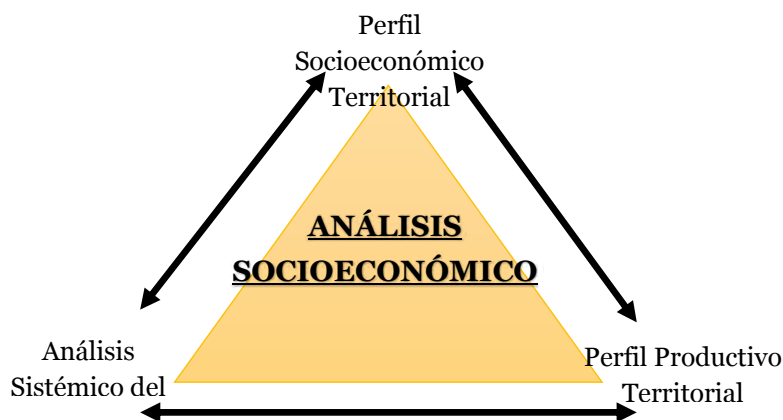 Perfil
Socioeconómico
Territorial
ANÁLISIS
SOCIOECONÓMICO
Análisis
Sistémico del
Perfil Productivo
Territorial